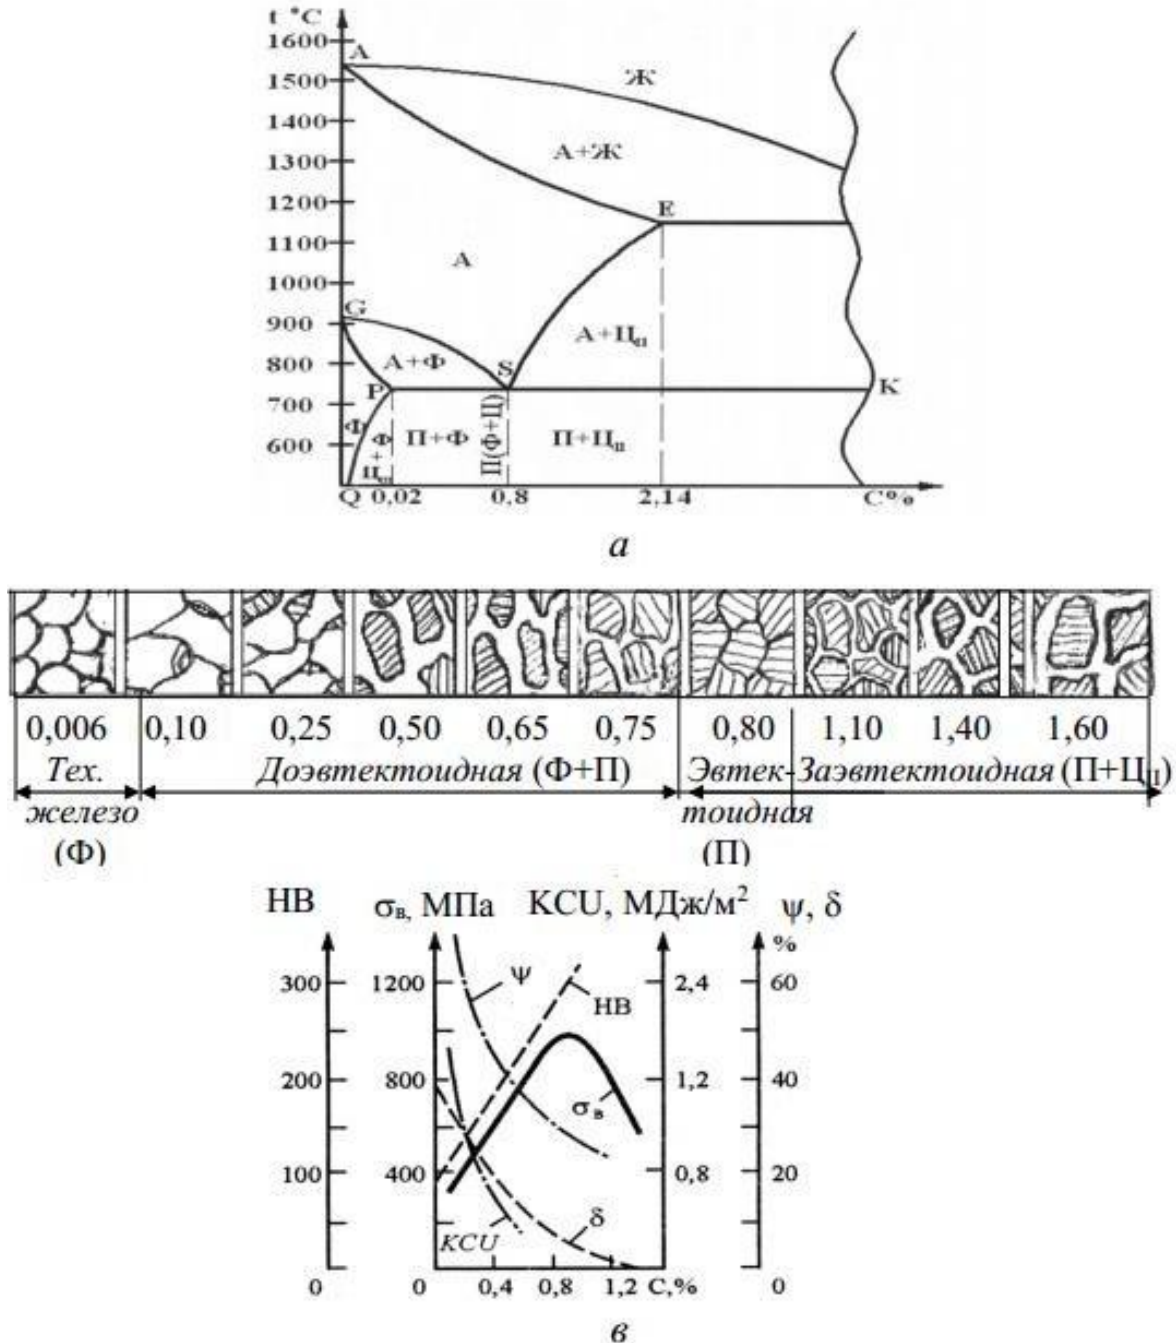 t °C
1600
A
1500
Ж
1400
А+Ж
1300
1200
E
1100
А
1000
G
900
А+Цп
800
А+Ф
S
P
K
700
Ф
Ф
+
Цш
П+Ф
П(Ф+Ц)
П+Цп
600
Q 0,02 0,8 2,14 C%
а
0,006 0,10 0,25 0,50 0,65 0,75 0,80 1,10 1,40 1,60
Тех. Доэвтектоидная (Ф+П) Эвтек- Заэвтектоидная (П+ЦII)
железо тоидная
(Ф) (П)
HB σв, МПа KCU, МДж/м² ψ, δ
%
300 1200 ψ HB 2,4 60
200 800 σв 1,2 40
100 400 0,8 20
δ
KCU
0 0 0,4 0,8 1,2 C,% 0
в